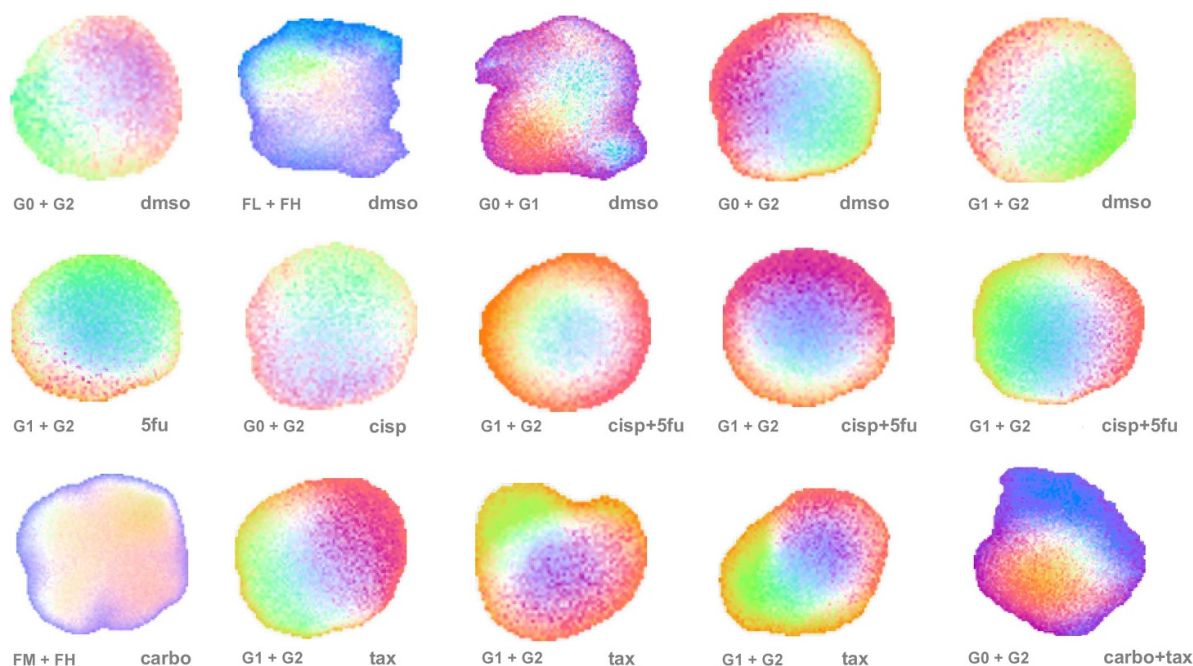 G0 + G2 dmso FL + FH dmso G0 + G1 dmso G0 + G2 dmso G1 + G2 dmso
G1 + G2 5fu G0 + G2 cisp G1 + G2 cisp+5fu G1 + G2 cisp+5fu G1 + G2 cisp+5fu
FM + FH carbo G1 + G2 tax G1 + G2 tax G1 + G2 tax G0 + G2 carbo+tax